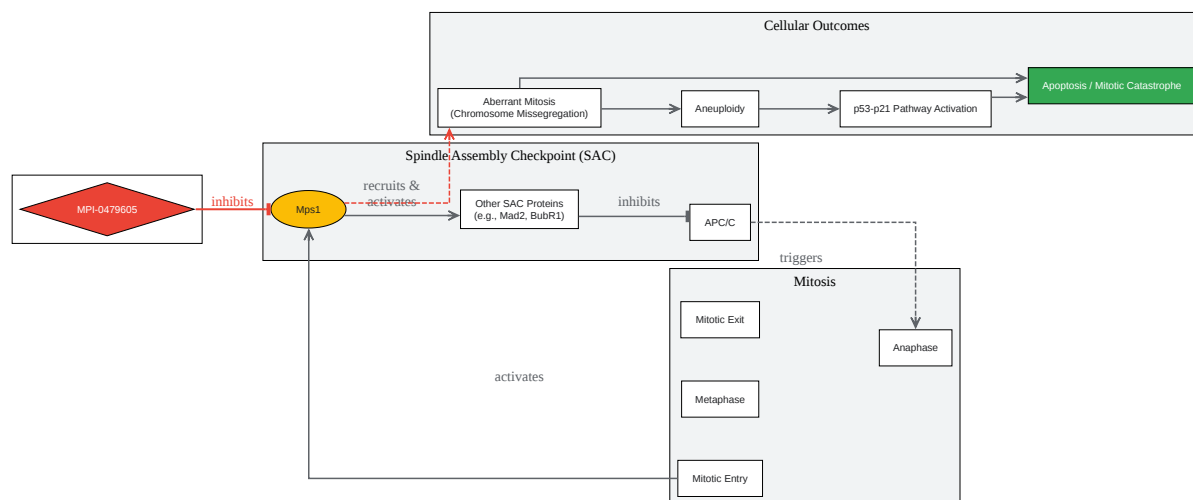 Cellular Outcomes
Aberrant Mitosis
(Chromosome Missegregation)
Aneuploidy
p53-p21 Pathway Activation
Apoptosis / Mitotic Catastrophe
Spindle Assembly Checkpoint (SAC)
MPI-0479605
inhibits
Mps1
recruits &
activates
Other SAC Proteins
(e.g., Mad2, BubR1)
inhibits
APC/C
triggers
Mitosis
Mitotic Exit
Anaphase
activates
Metaphase
Mitotic Entry